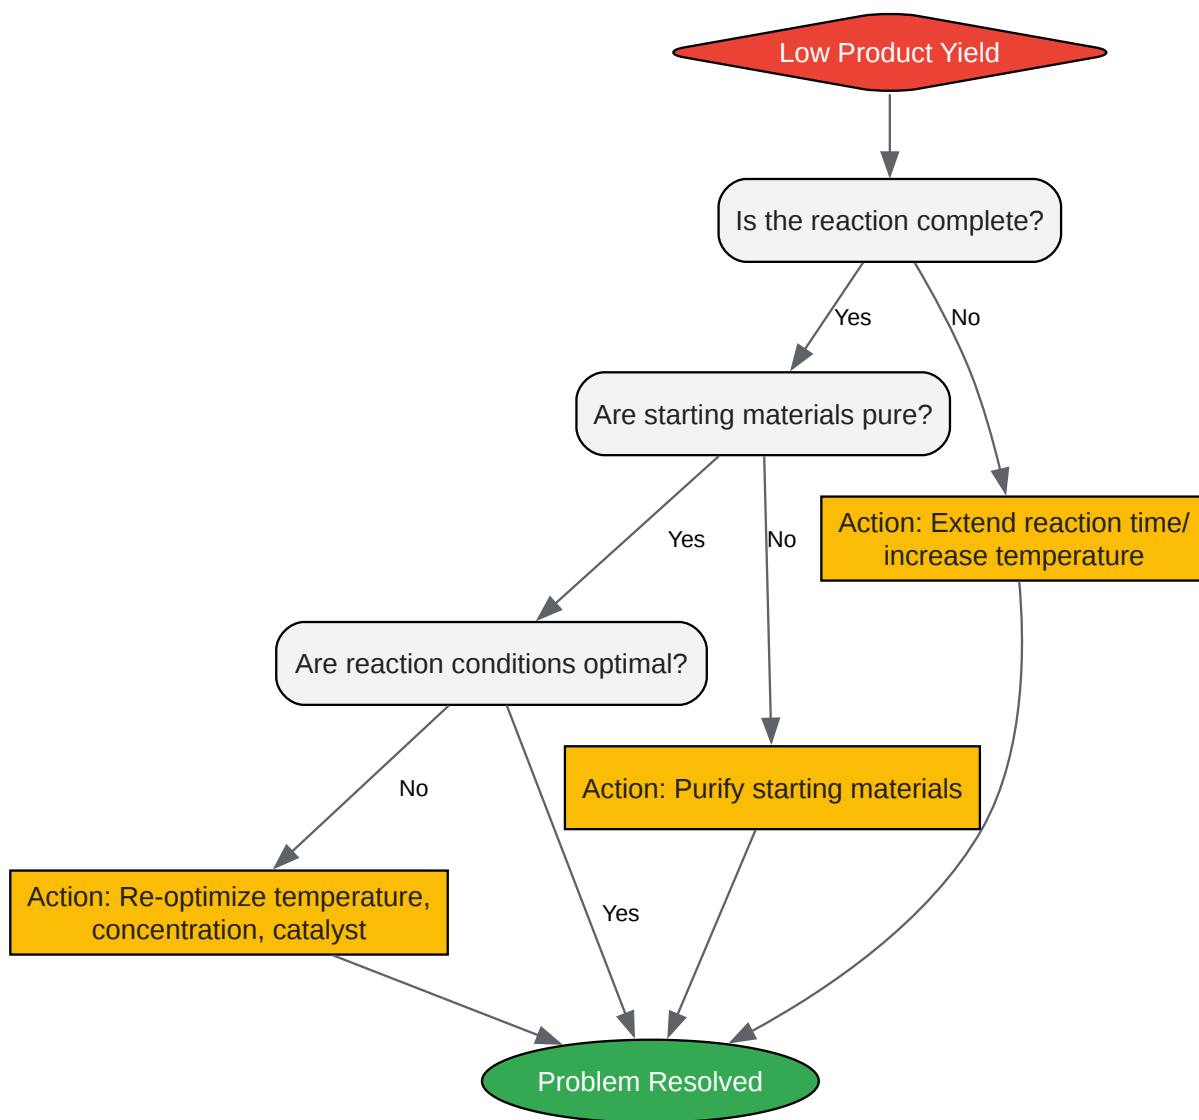 Low Product Yield
Is the reaction complete?
Yes
No
Are starting materials pure?
Action: Extend reaction time/
increase temperature
Yes
No
Are reaction conditions optimal?
Action: Purify starting materials
No
Action: Re-optimize temperature,
concentration, catalyst
Yes
Problem Resolved